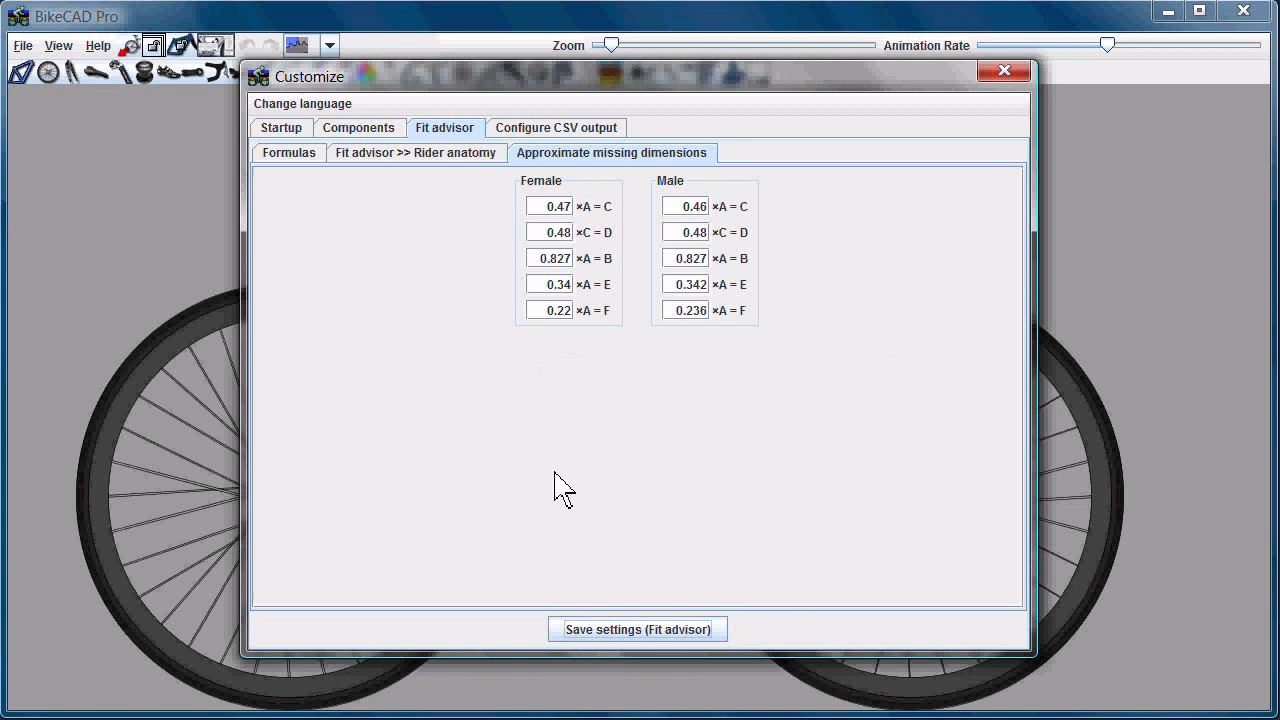 BikeCAD Pro
File View Help Zoom Animation Rate
Customize
Change language
Startup Components Fit advisor Configure CSV output
Formulas Fit advisor >> Rider anatomy Approximate missing dimensions
Female Male
0.47 ×A = C 0.46 ×A = C
0.48 ×C = D 0.48 ×C = D
0.827 ×A = B 0.827 ×A = B
0.34 ×A = E 0.342 ×A = E
0.22 ×A = F 0.236 ×A = F
Save settings (Fit advisor)